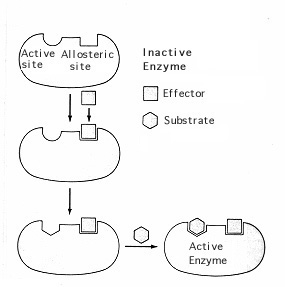 Active Allosteric
site site
Inactive
Enzyme
Effector
Substrate
Active
Enzyme